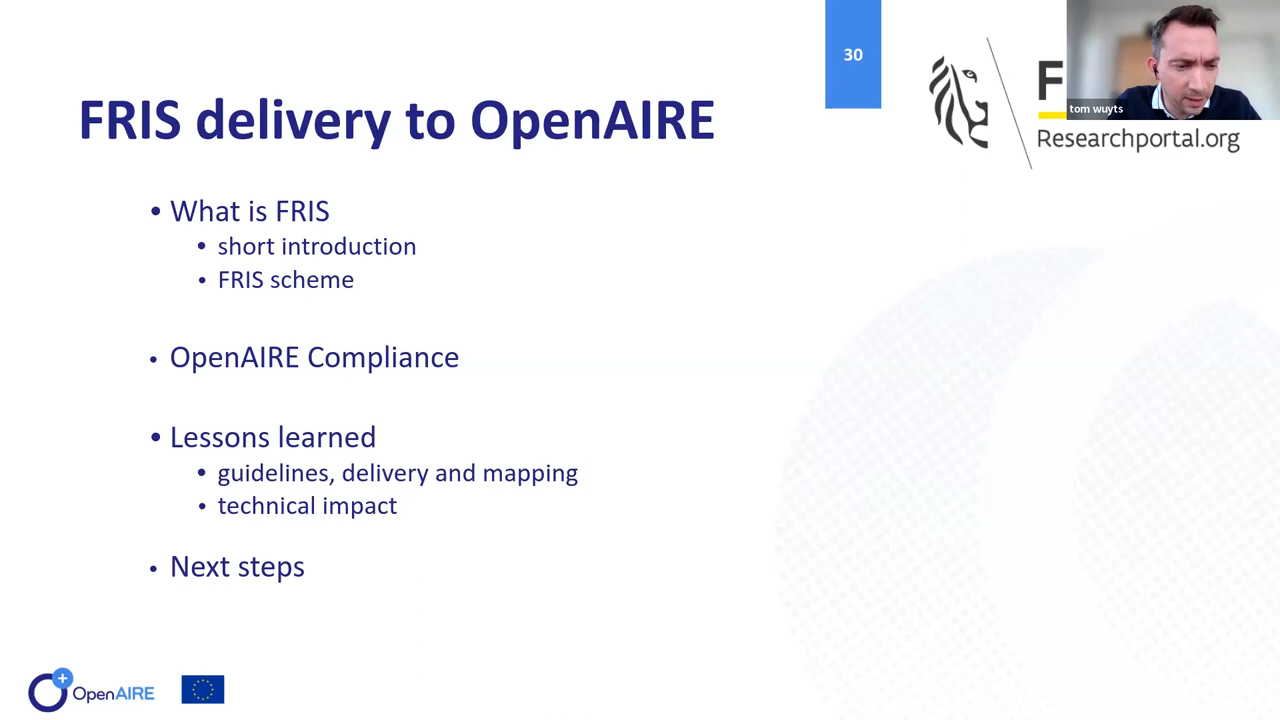 30
F
tom wuyts
Researchportal.org
FRIS delivery to OpenAIRE
• What is FRIS
• short introduction
• FRIS scheme
• OpenAIRE Compliance
• Lessons learned
• guidelines, delivery and mapping
• technical impact
• Next steps
OpenAIRE